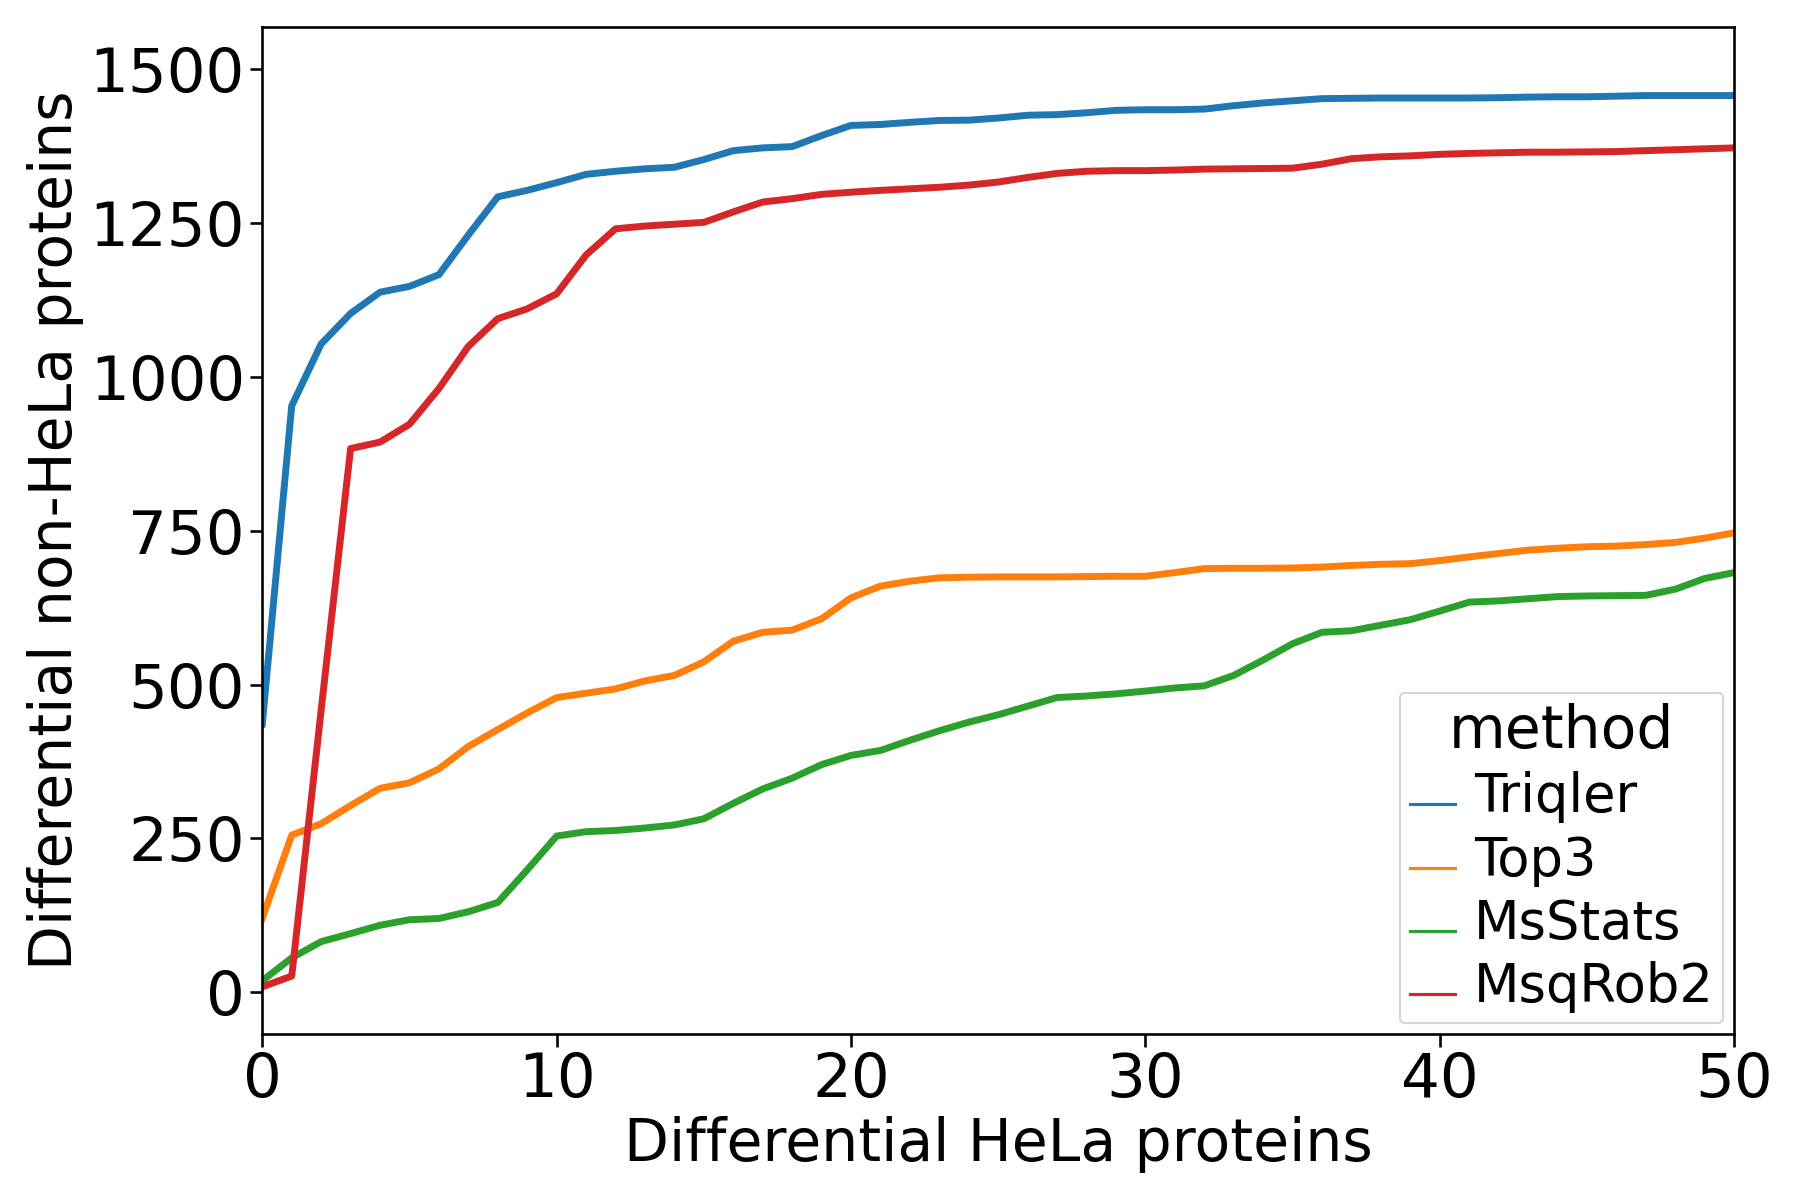 Differential non-HeLa proteins
1500
1250
1000
750
500
250
0
0 10 20 30 40 50
Differential HeLa proteins
method
Triqler
Top3
MsStats
MsqRob2